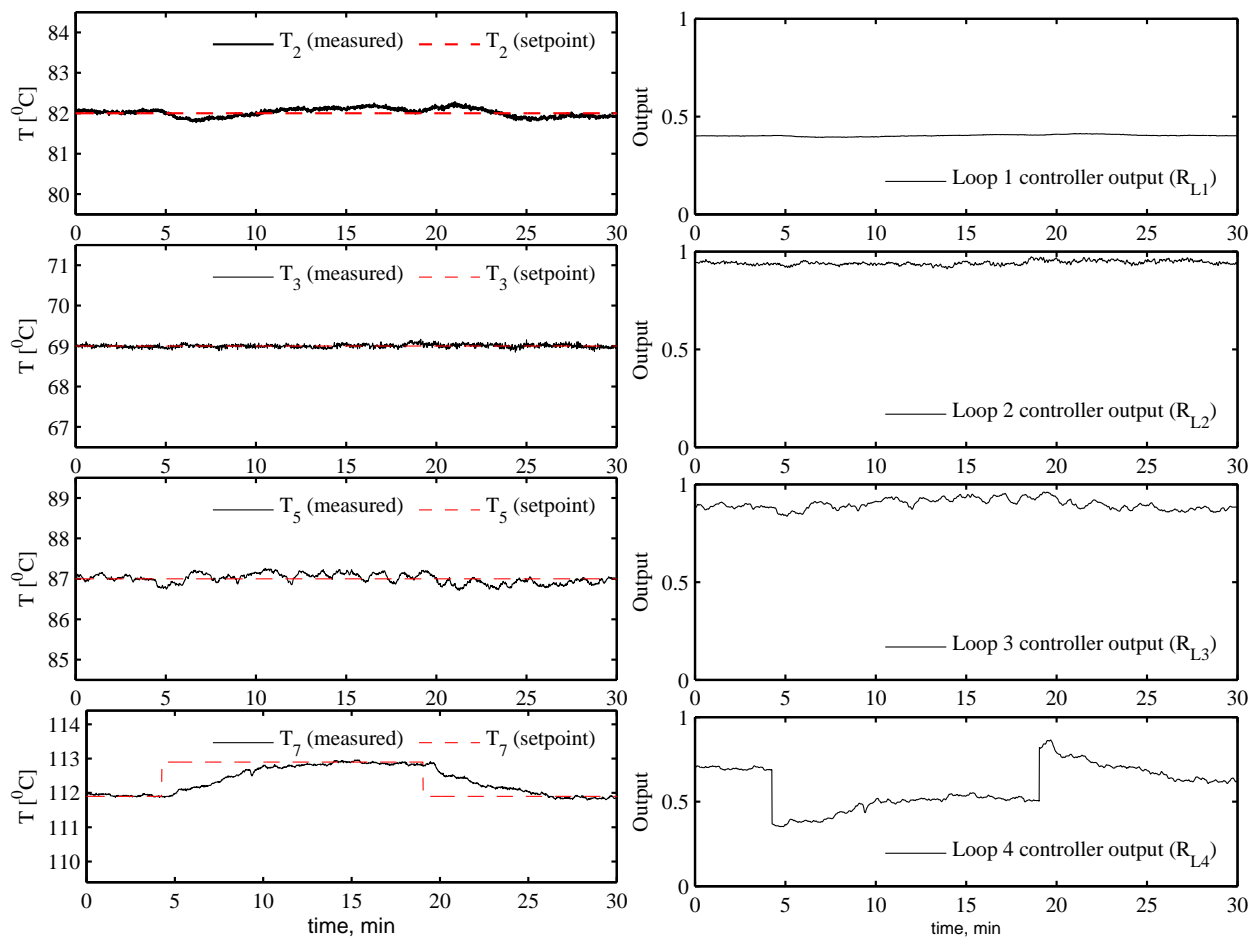 84
83
82
81
80
T [⁰C]
T₂ (measured)
T₂ (setpoint)
0 5 10 15 20 25 30
1
0.5
0
Output
Loop 1 controller output (R_L1)
0 5 10 15 20 25 30
71
70
69
68
67
T [⁰C]
T₃ (measured)
T₃ (setpoint)
0 5 10 15 20 25 30
1
0.5
0
Output
Loop 2 controller output (R_L2)
0 5 10 15 20 25 30
89
88
87
86
85
T [⁰C]
T₅ (measured)
T₅ (setpoint)
0 5 10 15 20 25 30
1
0.5
0
Output
Loop 3 controller output (R_L3)
0 5 10 15 20 25 30
114
113
112
111
110
T [⁰C]
T₇ (measured)
T₇ (setpoint)
0 5 10 15 20 25 30
time, min
1
0.5
0
Output
Loop 4 controller output (R_L4)
0 5 10 15 20 25 30
time, min